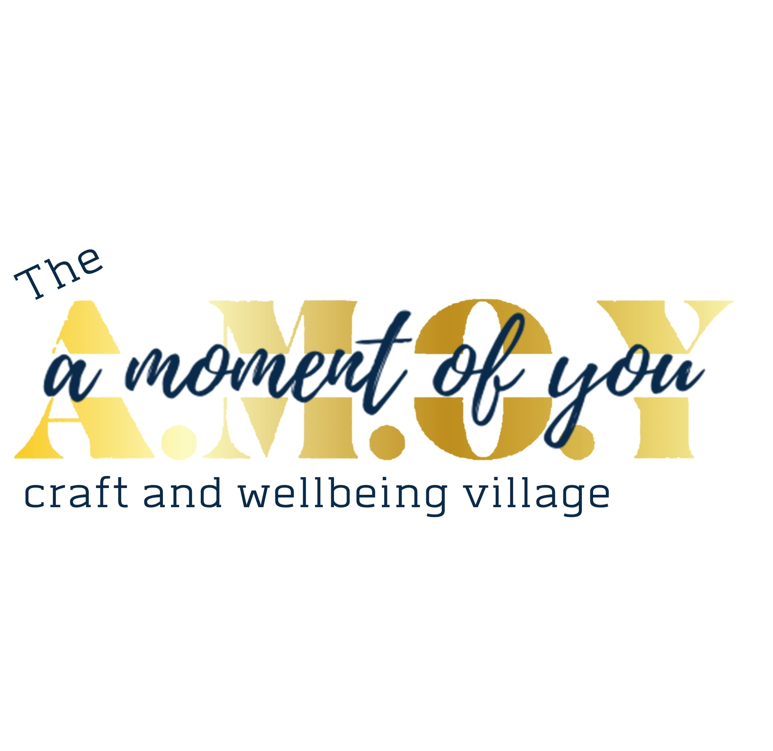 The
A.M.O.Y
a moment of you
craft and wellbeing village